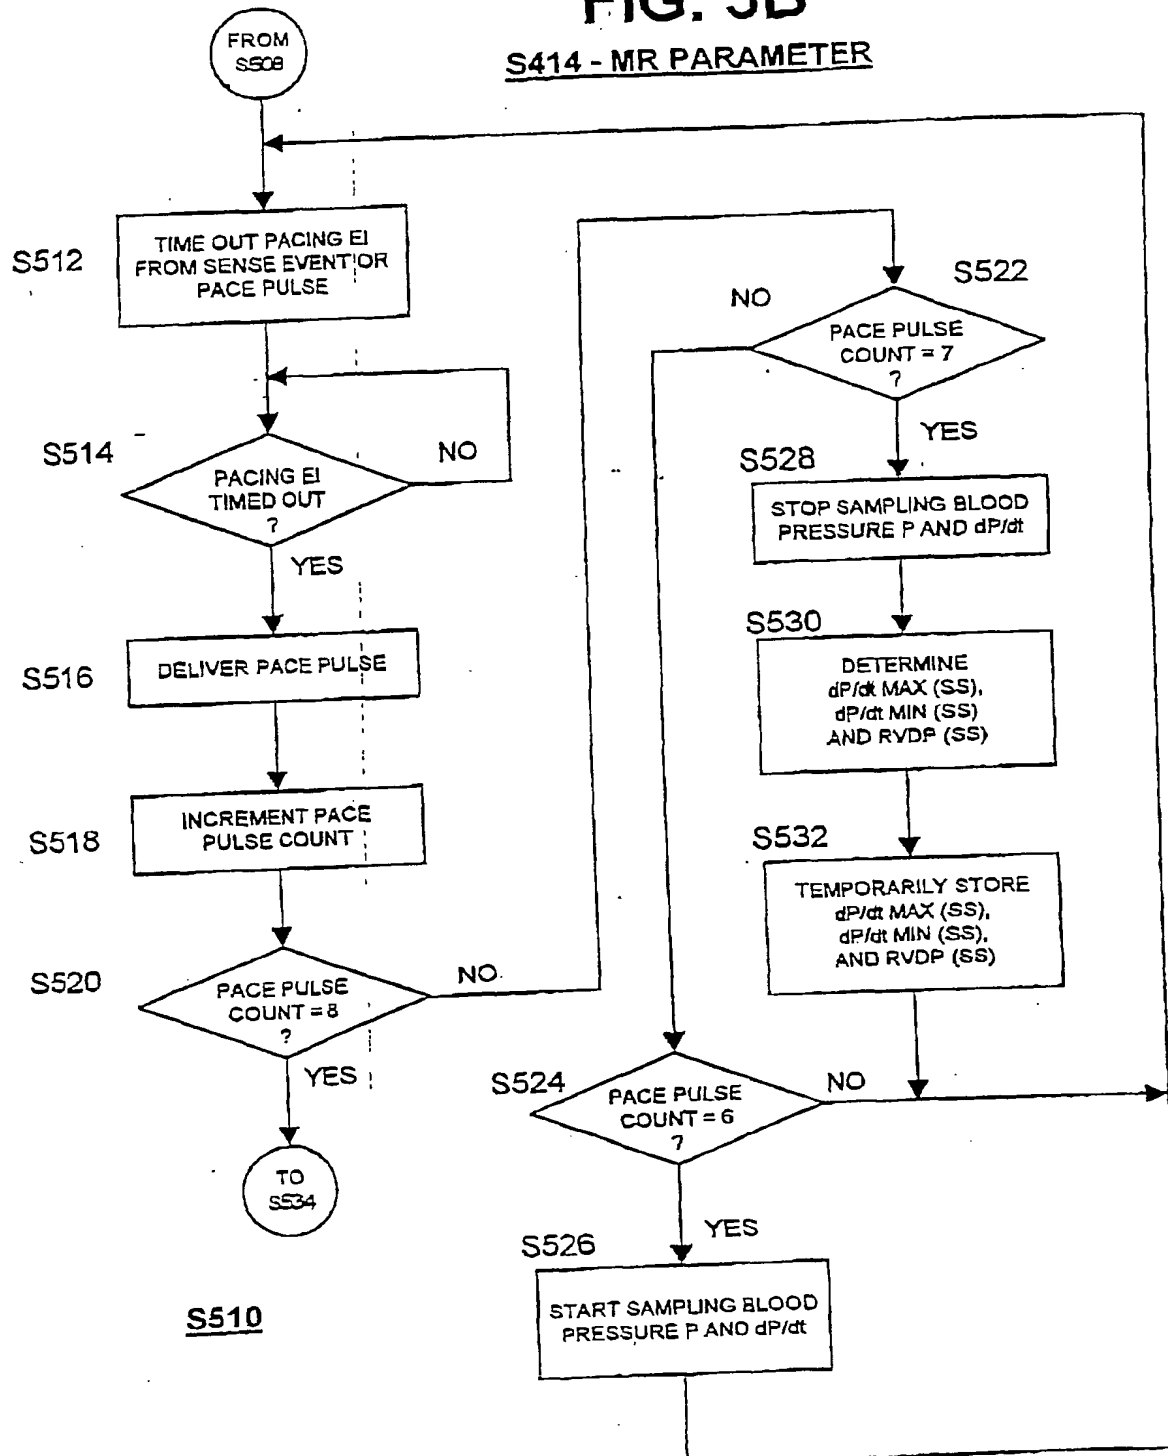 FIG. 5B
S414 - MR PARAMETER
FROM
S508
S512
TIME OUT PACING EI
FROM SENSE EVENT OR
PACE PULSE
S514
PACING EI
TIMED OUT
?
NO
YES
S516
DELIVER PACE PULSE
S518
INCREMENT PACE
PULSE COUNT
S520
PACE PULSE
COUNT = 8
?
NO
YES
TO
S534
S510
S522
NO
PACE PULSE
COUNT = 7
?
YES
S528
STOP SAMPLING BLOOD
PRESSURE P AND dP/dt
S530
DETERMINE
dP/dt MAX (SS),
dP/dt MIN (SS)
AND RVDP (SS)
S532
TEMPORARILY STORE
dP/dt MAX (SS),
dP/dt MIN (SS),
AND RVDP (SS)
S524
PACE PULSE
COUNT = 6
?
NO
YES
S526
START SAMPLING BLOOD
PRESSURE P AND dP/dt